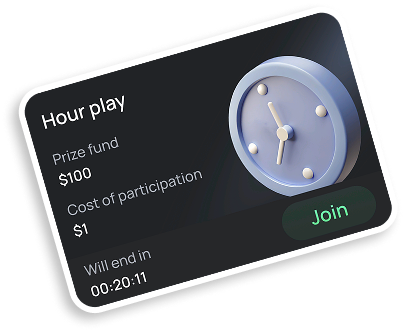 Hour play
Prize fund
$100
Cost of participation
$1
Will end in
00:20:11
Join